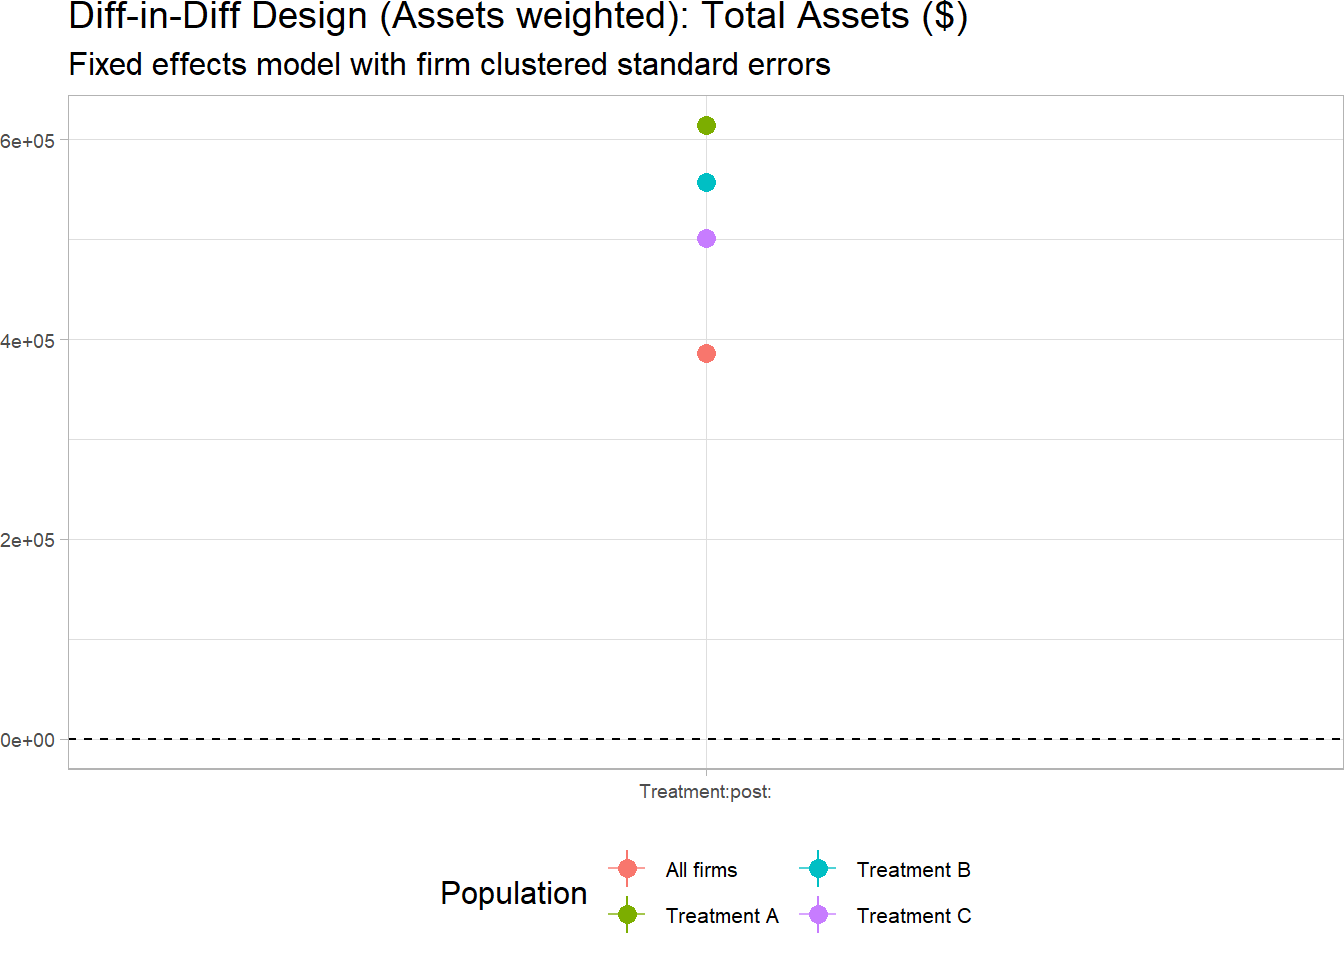 Diff-in-Diff Design (Assets weighted): Total Assets ($)
Fixed effects model with firm clustered standard errors
6e+05
4e+05
2e+05
0e+00
Treatment:post:
Population
All firms
Treatment A
Treatment B
Treatment C